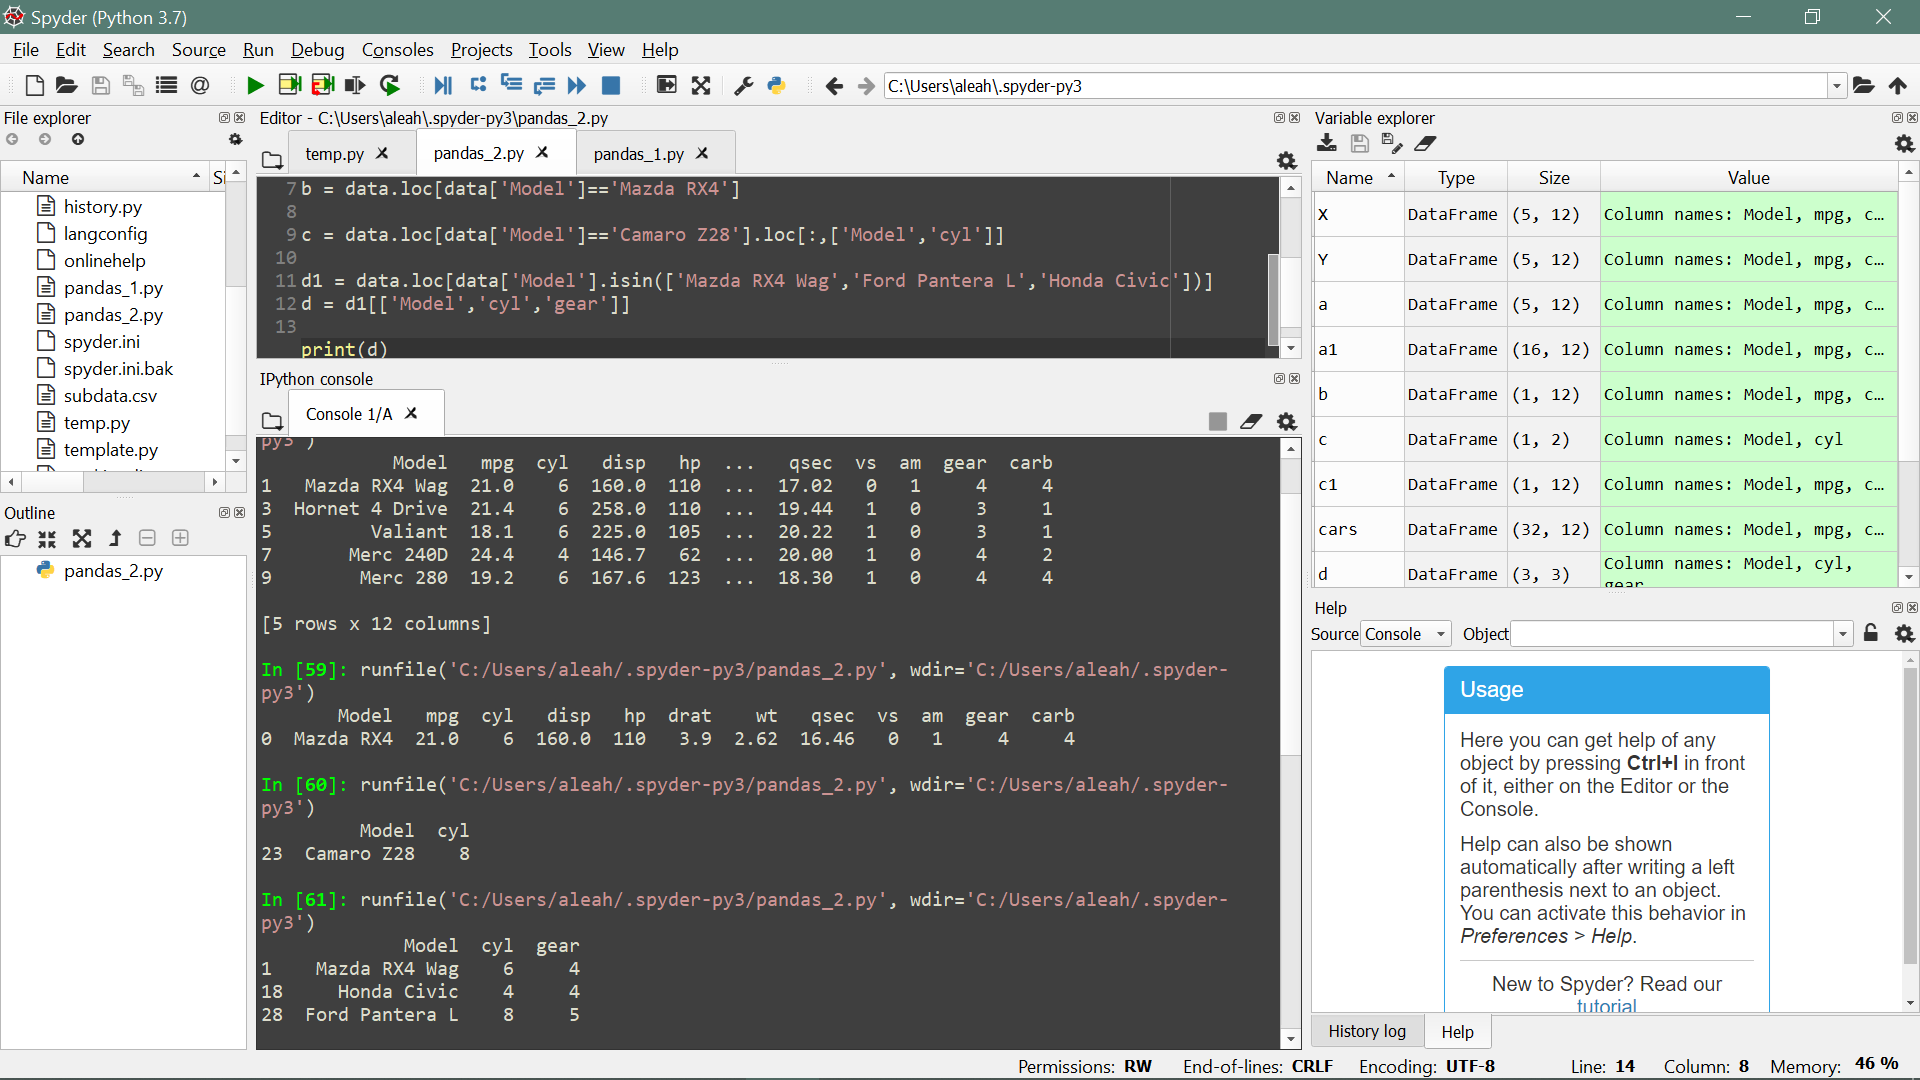 Spyder (Python 3.7)
File Edit Search Source Run Debug Consoles Projects Tools View Help
C:\Users\aleah\.spyder-py3
File explorer
Name
history.py
langconfig
onlinehelp
pandas_1.py
pandas_2.py
spyder.ini
spyder.ini.bak
subdata.csv
temp.py
template.py
Outline
pandas_2.py
Editor - C:\Users\aleah\.spyder-py3\pandas_2.py
temp.py pandas_2.py pandas_1.py
7 b = data.loc[data['Model']=='Mazda RX4']
8
9 c = data.loc[data['Model']=='Camaro Z28'].loc[:,['Model','cyl']]
10
11 d1 = data.loc[data['Model'].isin(['Mazda RX4 Wag','Ford Pantera L','Honda Civic'])]
12 d = d1[['Model','cyl','gear']]
13
print(d)
IPython console
Console 1/A
py3')
Model mpg cyl disp hp ... qsec vs am gear carb
1 Mazda RX4 Wag 21.0 6 160.0 110 ... 17.02 0 1 4 4
3 Hornet 4 Drive 21.4 6 258.0 110 ... 19.44 1 0 3 1
5 Valiant 18.1 6 225.0 105 ... 20.22 1 0 3 1
7 Merc 240D 24.4 4 146.7 62 ... 20.00 1 0 4 2
9 Merc 280 19.2 6 167.6 123 ... 18.30 1 0 4 4
[5 rows x 12 columns]
In [59]: runfile('C:/Users/aleah/.spyder-py3/pandas_2.py', wdir='C:/Users/aleah/.spyder-
py3')
Model mpg cyl disp hp drat wt qsec vs am gear carb
0 Mazda RX4 21.0 6 160.0 110 3.9 2.62 16.46 0 1 4 4
In [60]: runfile('C:/Users/aleah/.spyder-py3/pandas_2.py', wdir='C:/Users/aleah/.spyder-
py3')
Model cyl
23 Camaro Z28 8
In [61]: runfile('C:/Users/aleah/.spyder-py3/pandas_2.py', wdir='C:/Users/aleah/.spyder-
py3')
Model cyl gear
1 Mazda RX4 Wag 6 4
18 Honda Civic 4 4
28 Ford Pantera L 8 5
Variable explorer
Name Type Size Value
X DataFrame (5, 12) Column names: Model, mpg, c...
Y DataFrame (5, 12) Column names: Model, mpg, c...
a DataFrame (5, 12) Column names: Model, mpg, c...
a1 DataFrame (16, 12) Column names: Model, mpg, c...
b DataFrame (1, 12) Column names: Model, mpg, c...
c DataFrame (1, 2) Column names: Model, cyl
c1 DataFrame (1, 12) Column names: Model, mpg, c...
cars DataFrame (32, 12) Column names: Model, mpg, c...
d DataFrame (3, 3) Column names: Model, cyl,
gear
Help
Source Console Object
Usage
Here you can get help of any
object by pressing Ctrl+I in front
of it, either on the Editor or the
Console.
Help can also be shown
automatically after writing a left
parenthesis next to an object.
You can activate this behavior in
Preferences > Help.
New to Spyder? Read our
tutorial
History log Help
Permissions: RW End-of-lines: CRLF Encoding: UTF-8 Line: 14 Column: 8 Memory: 46 %